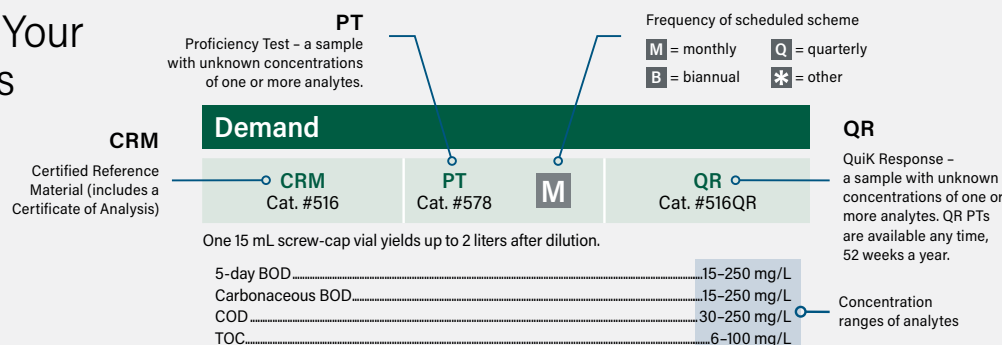 Your
s
PT
Proficiency Test – a sample
with unknown concentrations
of one or more analytes.
Frequency of scheduled scheme
M = monthly
Q = quarterly
B = biannual
* = other
Demand
CRM
Certified Reference
Material (includes a
Certificate of Analysis)
CRM
Cat. #516
PT
Cat. #578
M
QR
Cat. #516QR
QR
QuiK Response –
a sample with unknown
concentrations of one or
more analytes. QR PTs
are available any time,
52 weeks a year.
One 15 mL screw-cap vial yields up to 2 liters after dilution.
5-day BOD 15–250 mg/L
Carbonaceous BOD 15–250 mg/L
COD 30–250 mg/L
TOC 6–100 mg/L
Concentration
ranges of analytes